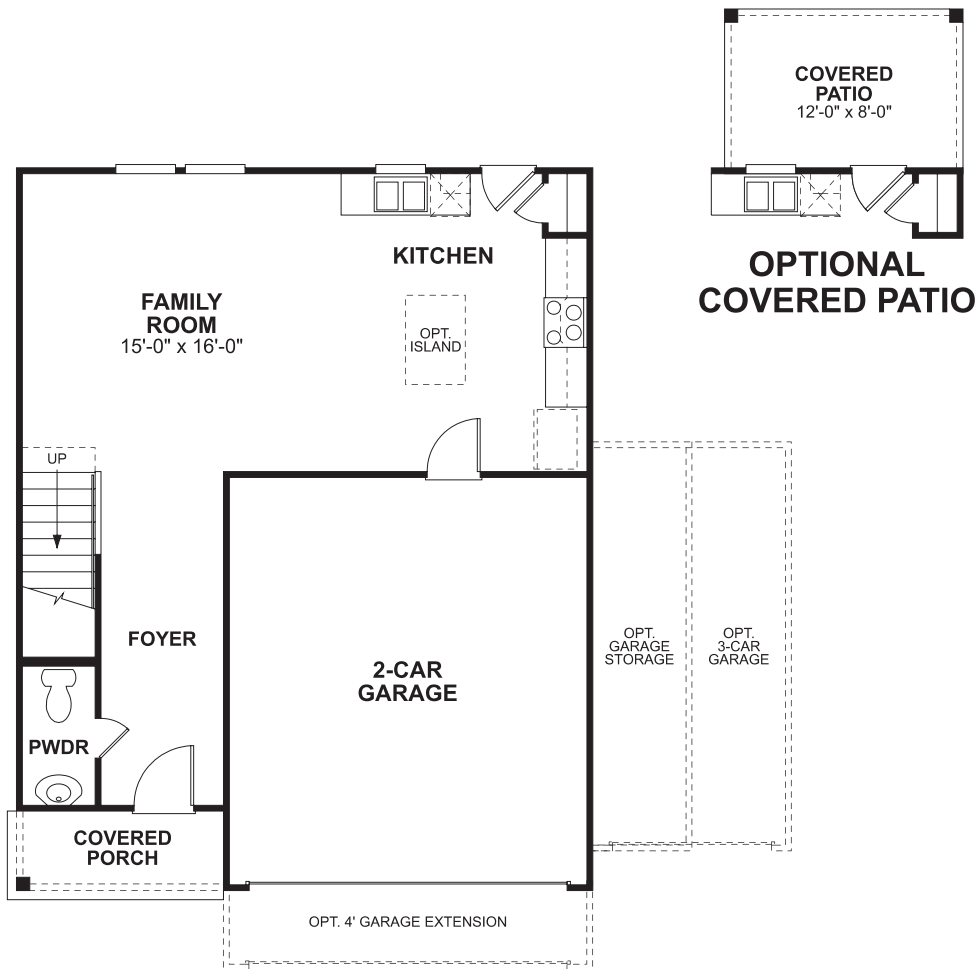 COVERED
PATIO
12'-0" x 8'-0"
OPTIONAL
COVERED PATIO
KITCHEN
FAMILY
ROOM
15'-0" x 16'-0"
OPT.
ISLAND
UP
FOYER
2-CAR
GARAGE
OPT.
GARAGE
STORAGE
OPT.
3-CAR
GARAGE
PWDR
COVERED
PORCH
OPT. 4' GARAGE EXTENSION